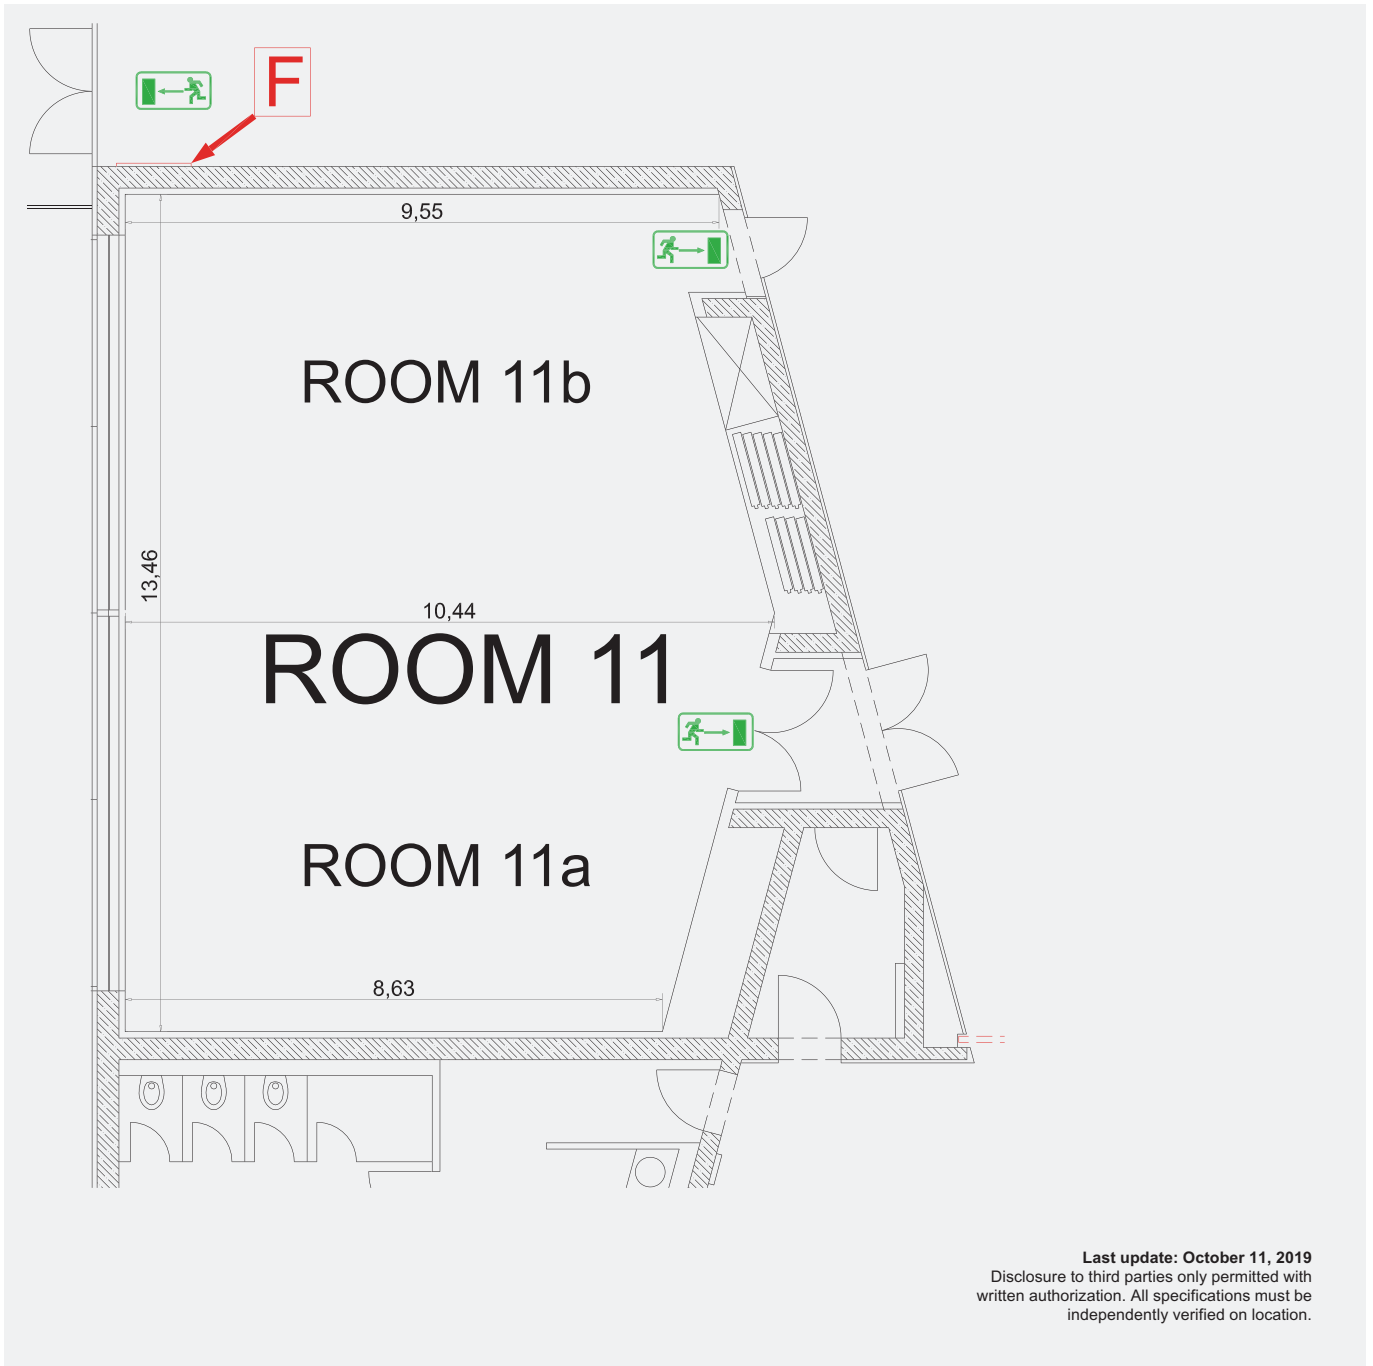 F
9,55
ROOM 11b
13,46
10,44
ROOM 11
ROOM 11a
8,63
Last update: October 11, 2019
Disclosure to third parties only permitted with
written authorization. All specifications must be
independently verified on location.